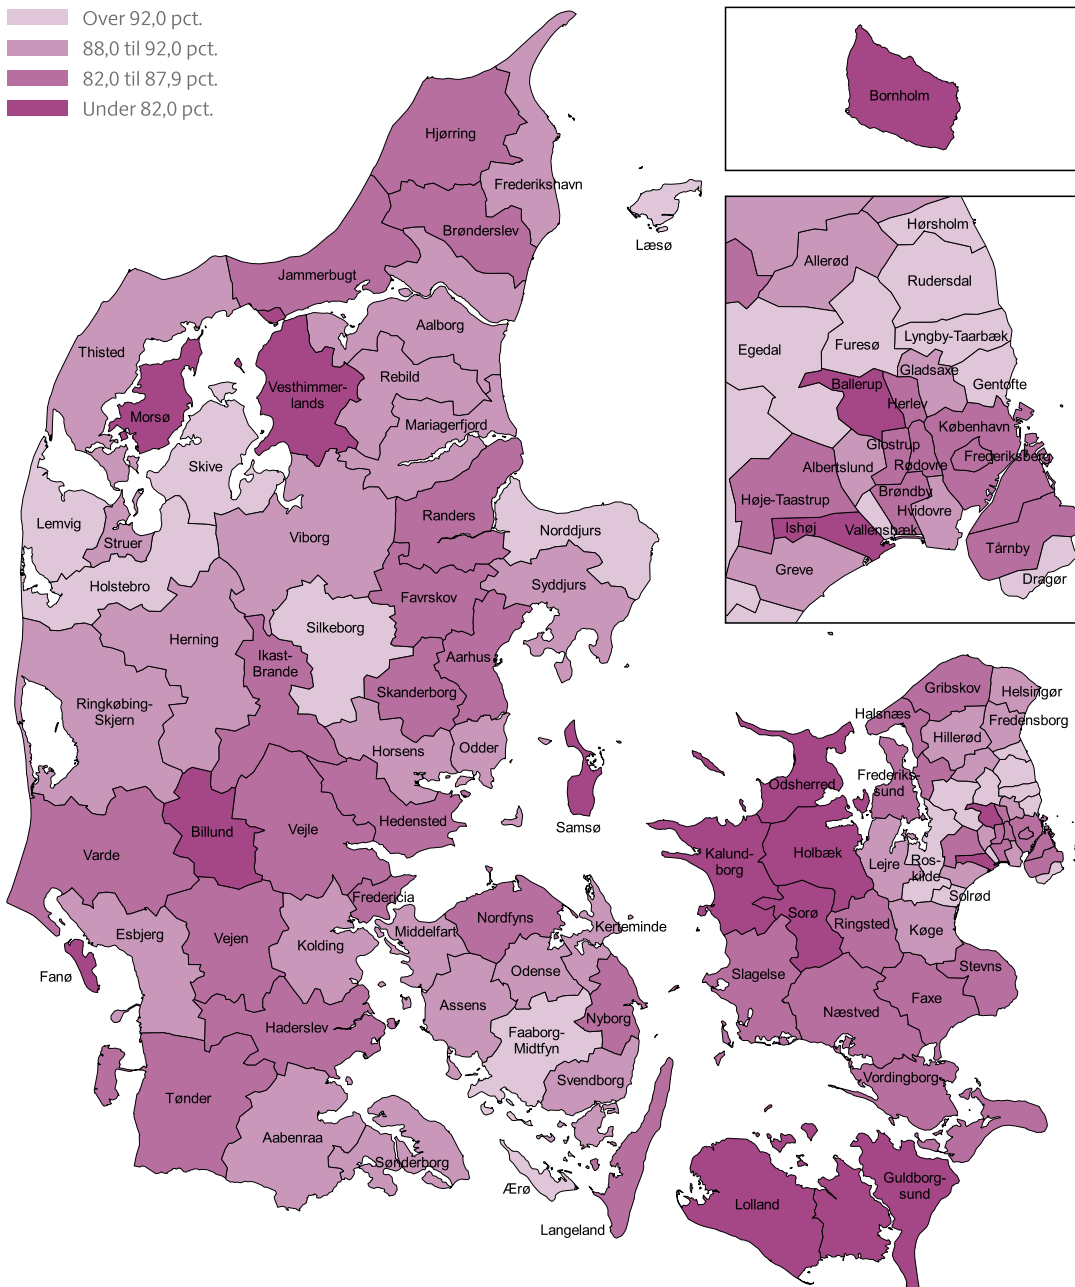 Over 92,0 pct.
88,0 til 92,0 pct.
82,0 til 87,9 pct.
Under 82,0 pct.
Bornholm
Hjørring
Frederikshavn
Brønderslev
Læsø
Jammerbugt
Aalborg
Thisted
Rebild
Vesthimmer-
lands
Morsø
Mariagerfjord
Skive
Lemvig
Struer
Viborg
Randers
Norddjurs
Holstebro
Syddjurs
Favrskov
Silkeborg
Herning
Ikast-
Brande
Aarhus
Skanderborg
Ringkøbing-
Skjern
Horsens
Odder
Samsø
Hedensted
Billund
Vejle
Varde
Fredericia
Esbjerg
Vejen
Kolding
Middelfart
Nordfyns
Kerteminde
Fanø
Odense
Assens
Nyborg
Haderslev
Faaborg-
Midtfyn
Svendborg
Tønder
Aabenraa
Sønderborg
Ærø
Langeland
Hørsholm
Allerød
Rudersdal
Egedal
Furesø
Lyngby-Taarbæk
Gladsaxe
Gentofte
Ballerup
Herlev
København
Glostrup
Frederiksberg
Albertslund
Rødovre
Høje-Taastrup
Brøndby
Hvidovre
Ishøj
Vallensbæk
Tårnby
Greve
Dragør
Gribskov
Helsingør
Halsnæs
Fredensborg
Hillerød
Odsherred
Frederiks-
sund
Kalund-
borg
Holbæk
Lejre
Ros-
kilde
Solrød
Sorø
Ringsted
Køge
Slagelse
Stevns
Næstved
Faxe
Vordingborg
Guldborg-
sund
Lolland